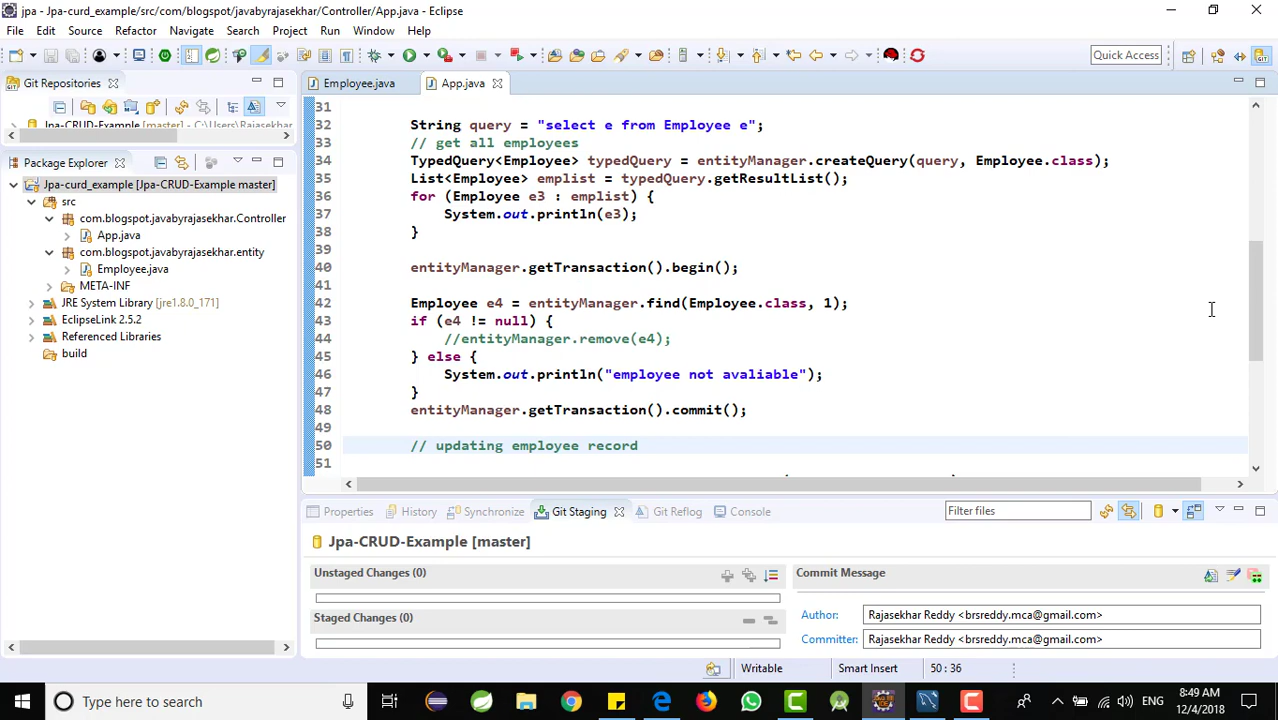 jpa - Jpa-curd_example/src/com/blogspot/javabyrajasekhar/Controller/App.java - Eclipse
File Edit Source Refactor Navigate Search Project Run Window Help
Quick Access
Git Repositories
Jpa-CRUD-Example [master] - C:\Users\Rajasekhar
Package Explorer
Jpa-curd_example [Jpa-CRUD-Example master]
src
com.blogspot.javabyrajasekhar.Controller
App.java
com.blogspot.javabyrajasekhar.entity
Employee.java
META-INF
JRE System Library [jre1.8.0_171]
EclipseLink 2.5.2
Referenced Libraries
build
Employee.java App.java
31
32 String query = "select e from Employee e";
33 // get all employees
34 TypedQuery<Employee> typedQuery = entityManager.createQuery(query, Employee.class);
35 List<Employee> emplist = typedQuery.getResultList();
36 for (Employee e3 : emplist) {
37 System.out.println(e3);
38 }
39
40 entityManager.getTransaction().begin();
41
42 Employee e4 = entityManager.find(Employee.class, 1);
43 if (e4 != null) {
44 //entityManager.remove(e4);
45 } else {
46 System.out.println("employee not avaliable");
47 }
48 entityManager.getTransaction().commit();
49
50 // updating employee record
51
Properties History Synchronize Git Staging Git Reflog Console
Filter files
Jpa-CRUD-Example [master]
Unstaged Changes (0)
Staged Changes (0)
Commit Message
Author: Rajasekhar Reddy <brsreddy.mca@gmail.com>
Committer: Rajasekhar Reddy <brsreddy.mca@gmail.com>
Writable Smart Insert 50 : 36
Type here to search
ENG
8:49 AM
12/4/2018